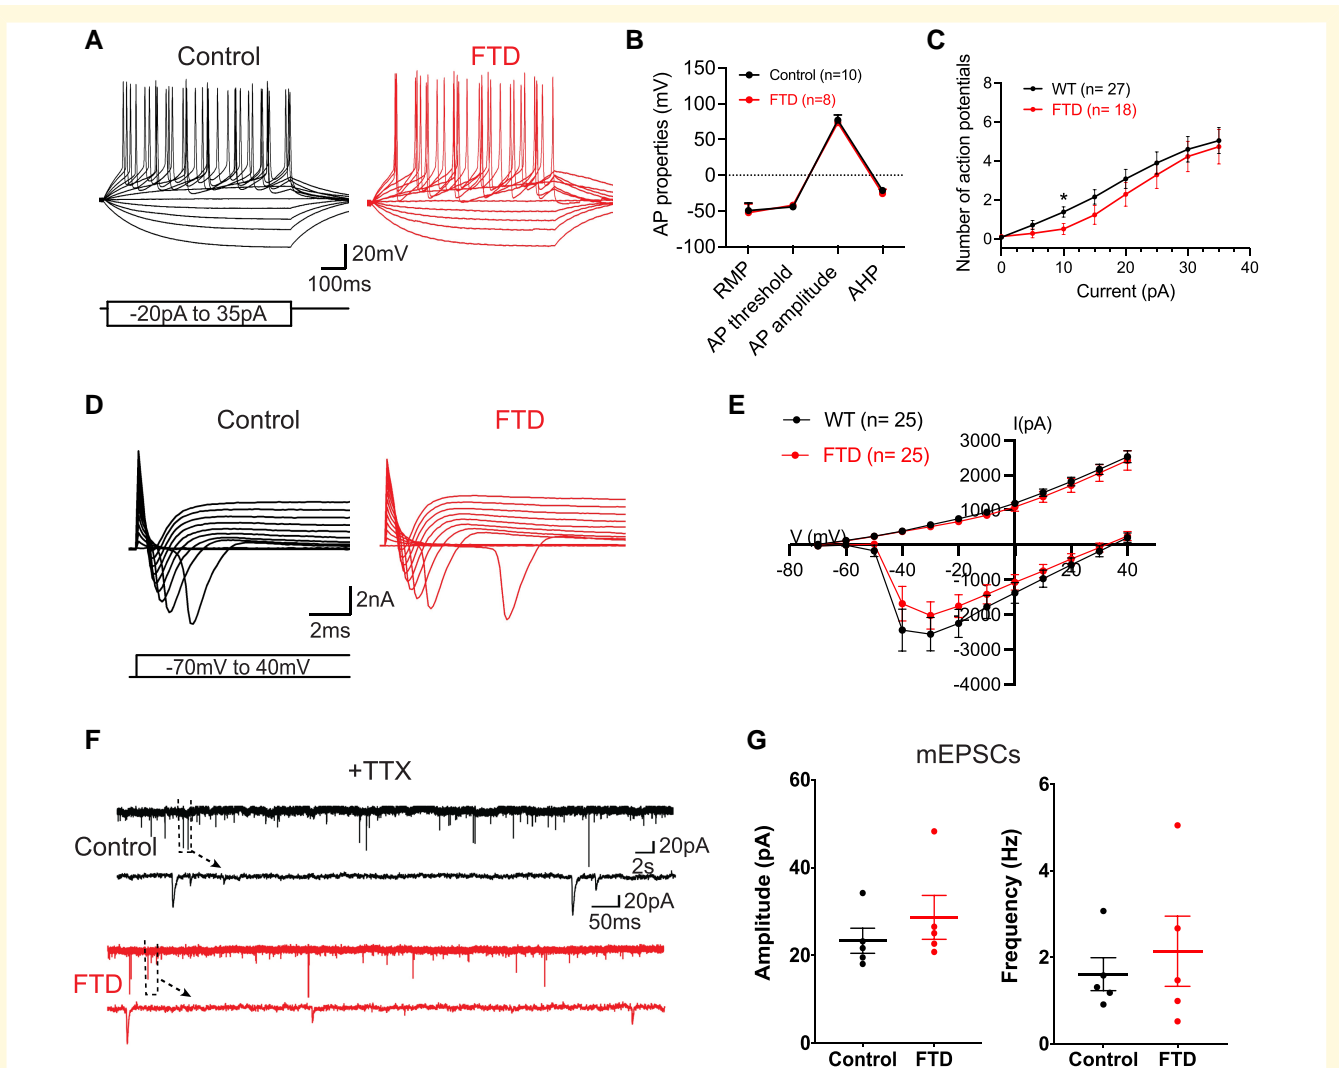 A
Control
FTD
20mV
100ms
-20pA to 35pA
B
150
100
50
0
-50
-100
AP properties (mV)
Control (n=10)
FTD (n=8)
RMP
AP threshold
AP amplitude
AHP
C
8
6
4
2
0
Number of action potentials
WT (n= 27)
FTD (n= 18)
*
0
10
20
30
40
Current (pA)
D
Control
FTD
2nA
2ms
-70mV to 40mV
E
WT (n= 25)
FTD (n= 25)
I(pA)
3000
2000
1000
V (mV)
-80
-60
-40
-20
20
40
-1000
-2000
-3000
-4000
F
+TTX
Control
20pA
2s
20pA
50ms
FTD
G
mEPSCs
60
40
20
0
Amplitude (pA)
Control
FTD
6
4
2
0
Frequency (Hz)
Control
FTD